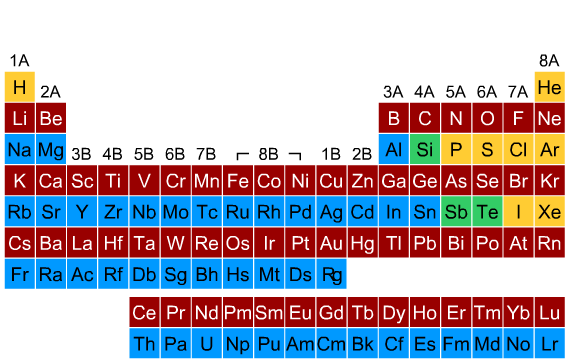 1A 8A
H He
2A 3A 4A 5A 6A 7A
Li Be B C N O F Ne
Na Mg Al Si P S Cl Ar
3B 4B 5B 6B 7B 8B 1B 2B
K Ca Sc Ti V Cr Mn Fe Co Ni Cu Zn Ga Ge As Se Br Kr
Rb Sr Y Zr Nb Mo Tc Ru Rh Pd Ag Cd In Sn Sb Te I Xe
Cs Ba La Hf Ta W Re Os Ir Pt Au Hg Tl Pb Bi Po At Rn
Fr Ra Ac Rf Db Sg Bh Hs Mt Ds Rg
Ce Pr Nd Pm Sm Eu Gd Tb Dy Ho Er Tm Yb Lu
Th Pa U Np Pu Am Cm Bk Cf Es Fm Md No Lr